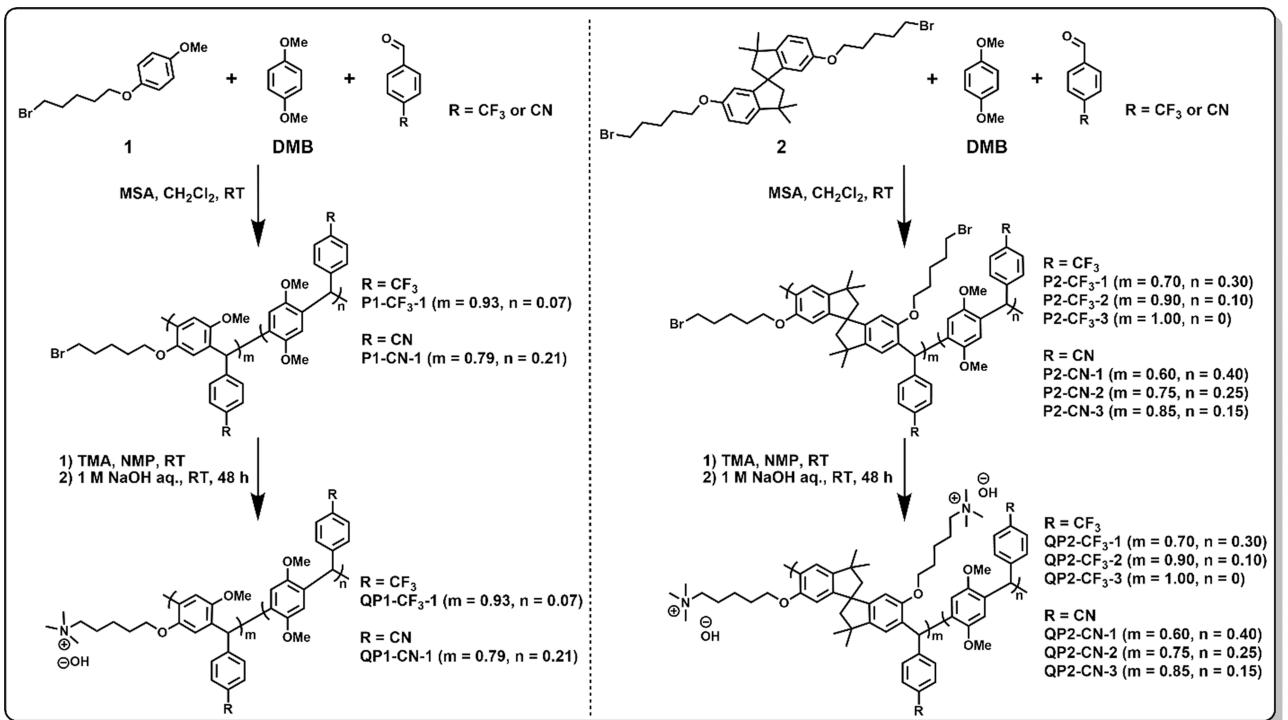 OMe
Br
O
1
+
OMe
OMe
DMB
+
O
R
R = CF₃ or CN
MSA, CH₂Cl₂, RT
Br
O
OMe
m
R
OMe
OMe
R
n
R = CF₃
P1-CF₃-1 (m = 0.93, n = 0.07)
R = CN
P1-CN-1 (m = 0.79, n = 0.21)
1) TMA, NMP, RT
2) 1 M NaOH aq., RT, 48 h
N
⊕
⊖OH
O
OMe
m
R
OMe
OMe
R
n
R = CF₃
QP1-CF₃-1 (m = 0.93, n = 0.07)
R = CN
QP1-CN-1 (m = 0.79, n = 0.21)
Br
O
O
Br
2
+
OMe
OMe
DMB
+
O
R
R = CF₃ or CN
MSA, CH₂Cl₂, RT
Br
O
O
Br
m
R
OMe
OMe
R
n
R = CF₃
P2-CF₃-1 (m = 0.70, n = 0.30)
P2-CF₃-2 (m = 0.90, n = 0.10)
P2-CF₃-3 (m = 1.00, n = 0)
R = CN
P2-CN-1 (m = 0.60, n = 0.40)
P2-CN-2 (m = 0.75, n = 0.25)
P2-CN-3 (m = 0.85, n = 0.15)
1) TMA, NMP, RT
2) 1 M NaOH aq., RT, 48 h
N
⊕
⊖
OH
O
O
N
⊕
⊖
OH
m
R
OMe
OMe
R
n
R = CF₃
QP2-CF₃-1 (m = 0.70, n = 0.30)
QP2-CF₃-2 (m = 0.90, n = 0.10)
QP2-CF₃-3 (m = 1.00, n = 0)
R = CN
QP2-CN-1 (m = 0.60, n = 0.40)
QP2-CN-2 (m = 0.75, n = 0.25)
QP2-CN-3 (m = 0.85, n = 0.15)